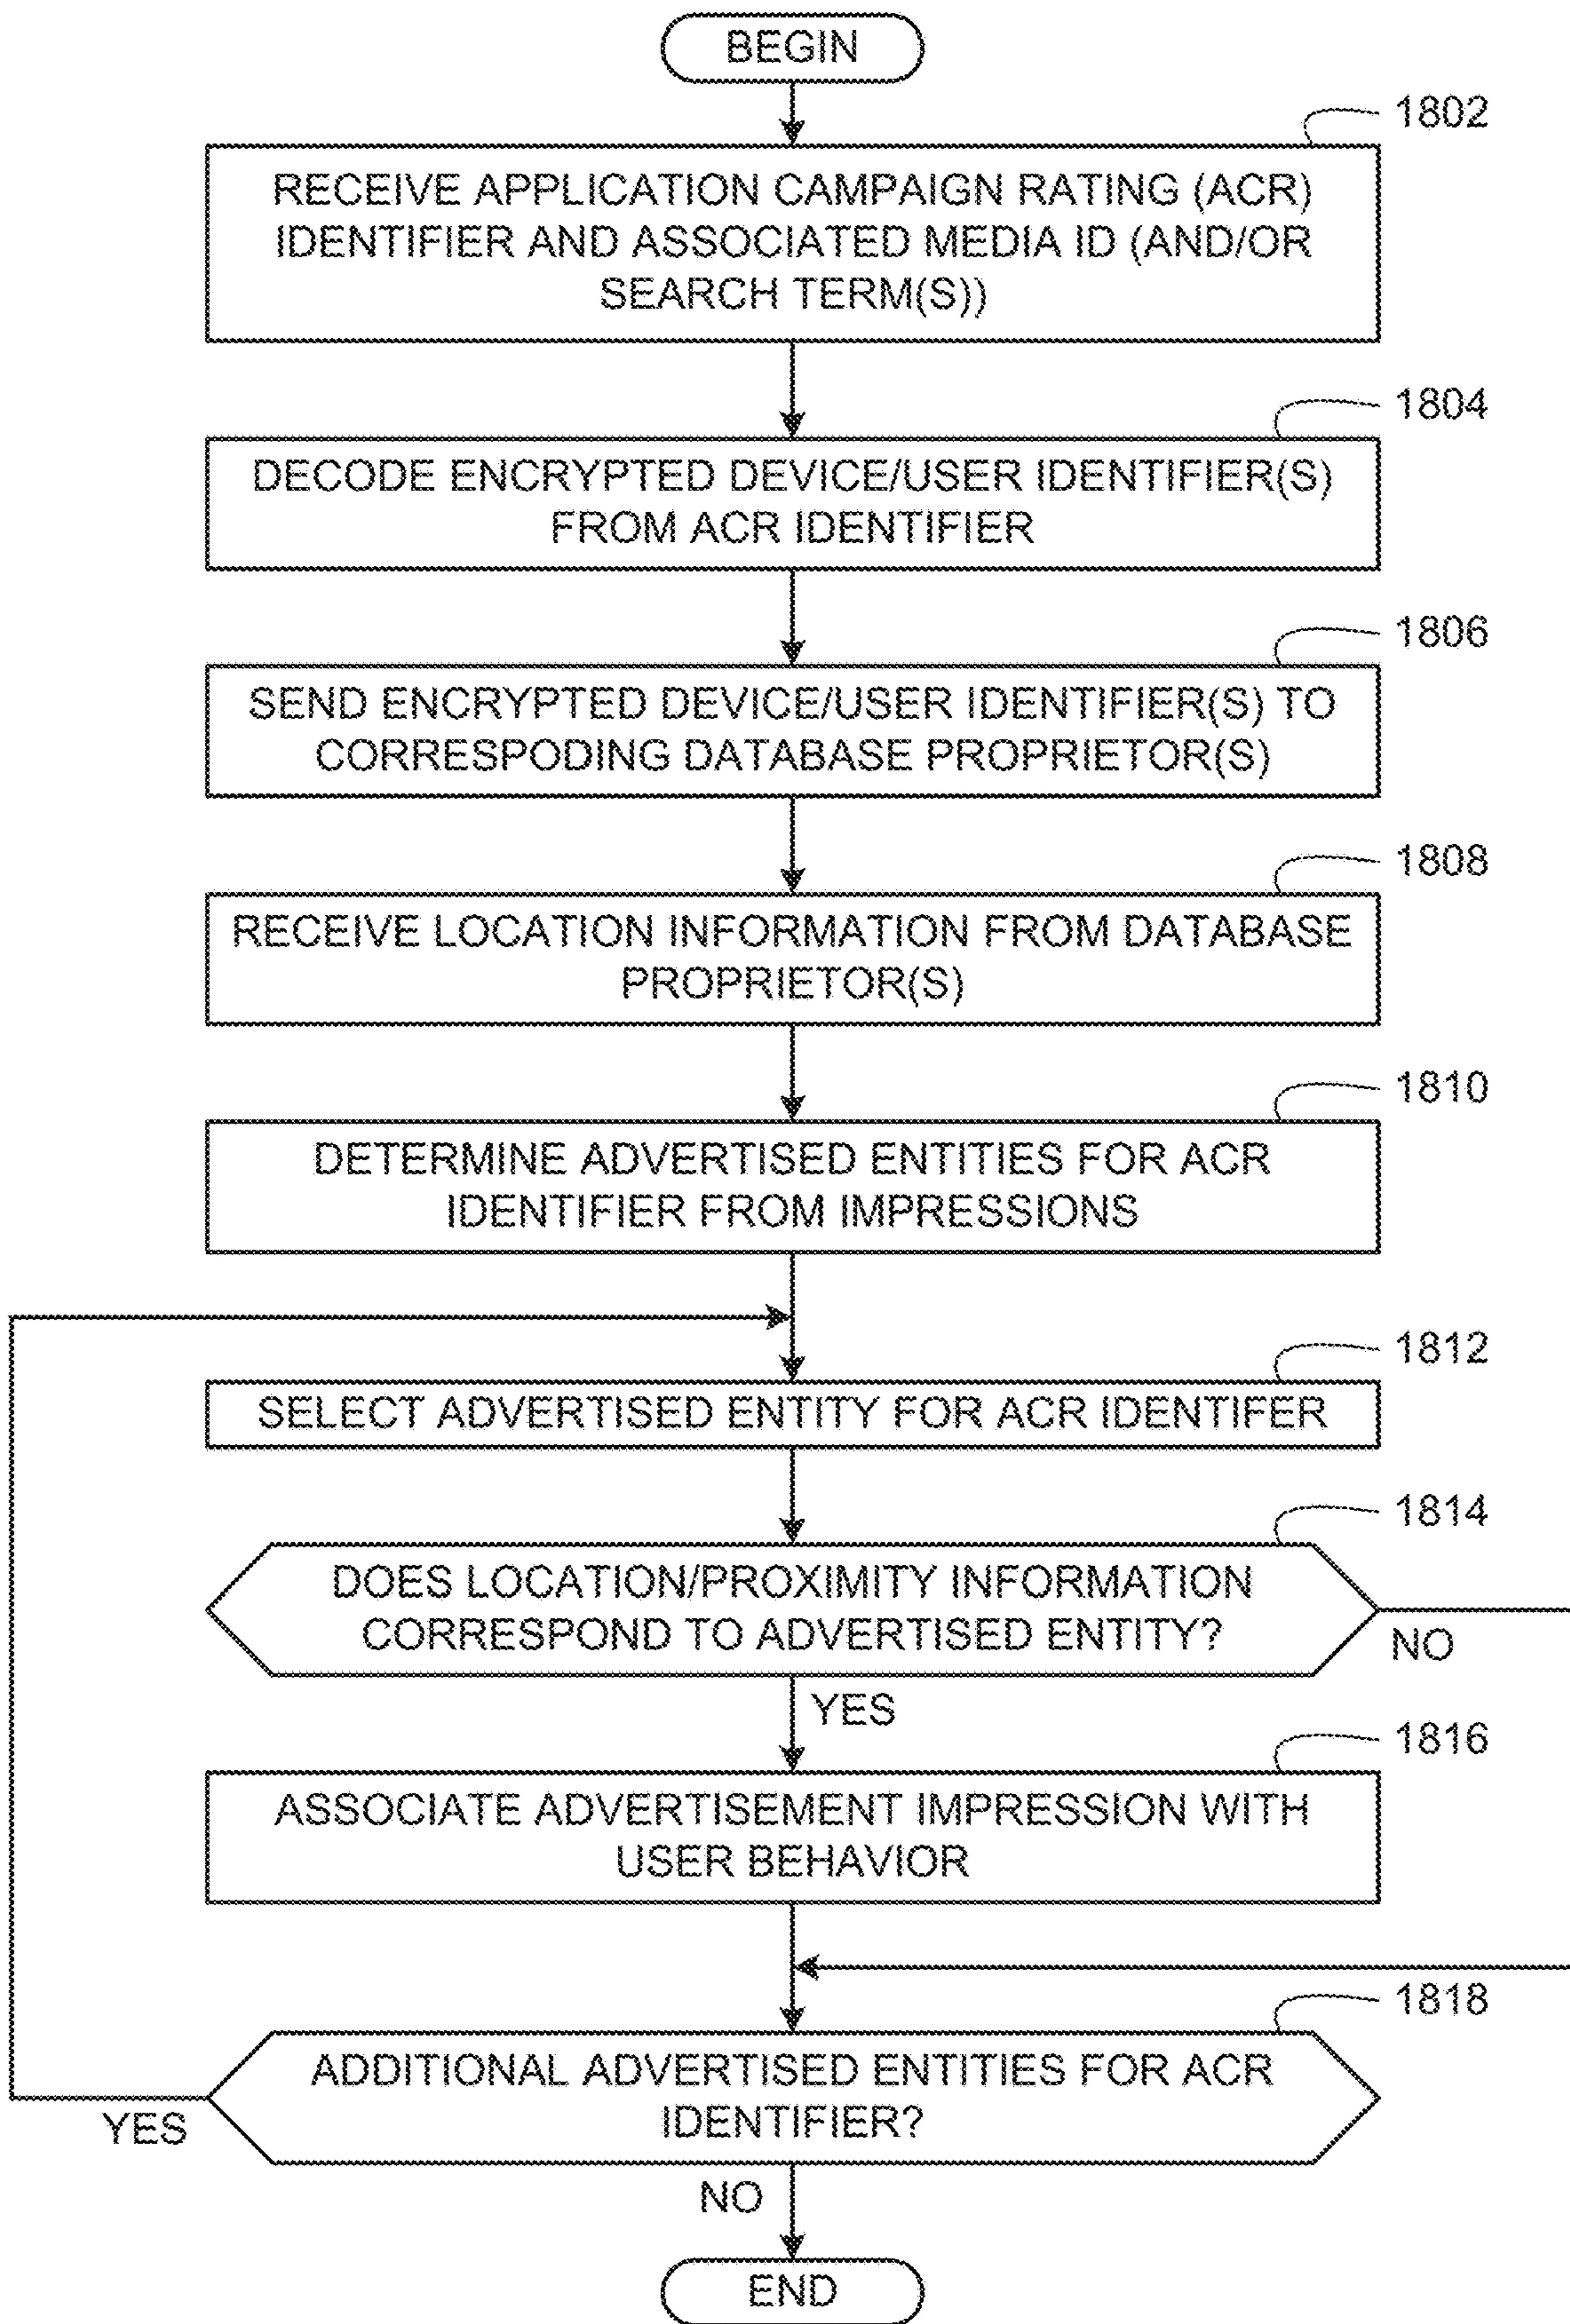 BEGIN
1802
RECEIVE APPLICATION CAMPAIGN RATING (ACR)
IDENTIFIER AND ASSOCIATED MEDIA ID (AND/OR
SEARCH TERM(S))
1804
DECODE ENCRYPTED DEVICE/USER IDENTIFIER(S)
FROM ACR IDENTIFIER
1806
SEND ENCRYPTED DEVICE/USER IDENTIFIER(S) TO
CORRESPODING DATABASE PROPRIETOR(S)
1808
RECEIVE LOCATION INFORMATION FROM DATABASE
PROPRIETOR(S)
1810
DETERMINE ADVERTISED ENTITIES FOR ACR
IDENTIFIER FROM IMPRESSIONS
1812
SELECT ADVERTISED ENTITY FOR ACR IDENTIFER
1814
DOES LOCATION/PROXIMITY INFORMATION
CORRESPOND TO ADVERTISED ENTITY?
NO
YES
1816
ASSOCIATE ADVERTISEMENT IMPRESSION WITH
USER BEHAVIOR
1818
ADDITIONAL ADVERTISED ENTITIES FOR ACR
IDENTIFIER?
YES
NO
END